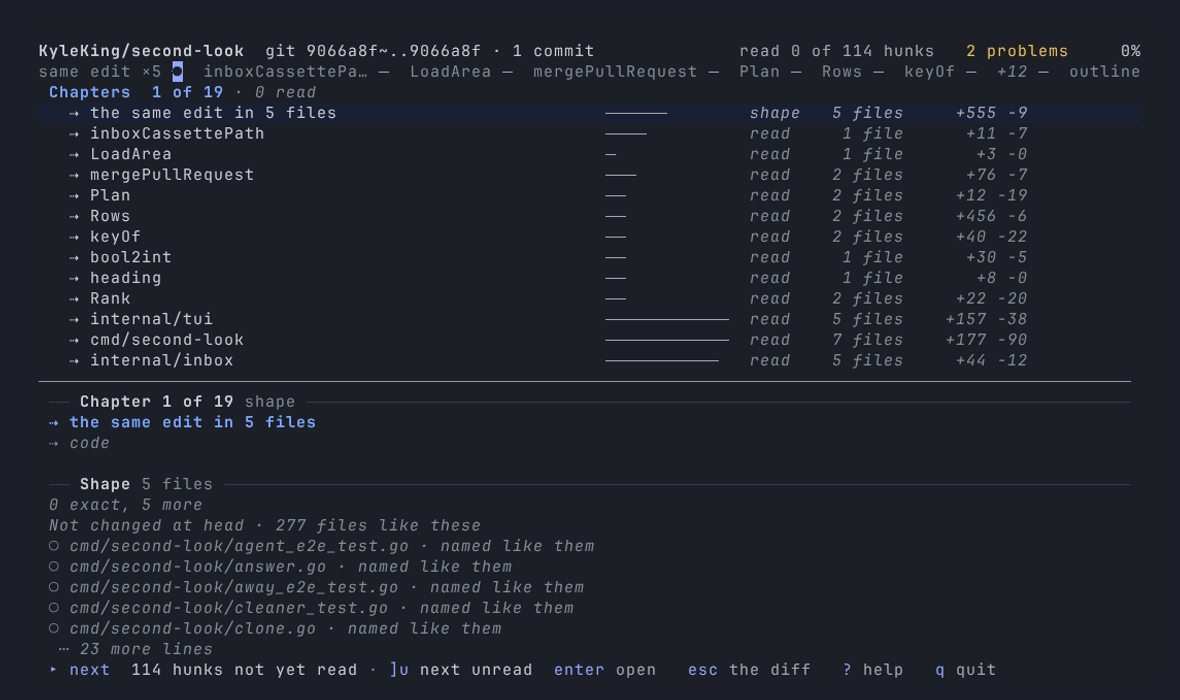 KyleKing/second-look  git 9066a8f~..9066a8f · 1 commit  read 0 of 114 hunks  2 problems  0%
same edit ×5  inboxCassettePa… —  LoadArea —  mergePullRequest —  Plan —  Rows —  keyOf —  +12 —  outline
Chapters  1 of 19 · 0 read
⇢ the same edit in 5 files  shape  5 files  +555 -9
⇢ inboxCassettePath  read  1 file  +11 -7
⇢ LoadArea  read  1 file  +3 -0
⇢ mergePullRequest  read  2 files  +76 -7
⇢ Plan  read  2 files  +12 -19
⇢ Rows  read  2 files  +456 -6
⇢ keyOf  read  2 files  +40 -22
⇢ bool2int  read  1 file  +30 -5
⇢ heading  read  1 file  +8 -0
⇢ Rank  read  2 files  +22 -20
⇢ internal/tui  read  5 files  +157 -38
⇢ cmd/second-look  read  7 files  +177 -90
⇢ internal/inbox  read  5 files  +44 -12
Chapter 1 of 19 shape
⇢ the same edit in 5 files
⇢ code
Shape 5 files
0 exact, 5 more
Not changed at head · 277 files like these
○ cmd/second-look/agent_e2e_test.go · named like them
○ cmd/second-look/answer.go · named like them
○ cmd/second-look/away_e2e_test.go · named like them
○ cmd/second-look/cleaner_test.go · named like them
○ cmd/second-look/clone.go · named like them
⋯ 23 more lines
▸ next  114 hunks not yet read · ]u next unread  enter open  esc the diff  ? help  q quit